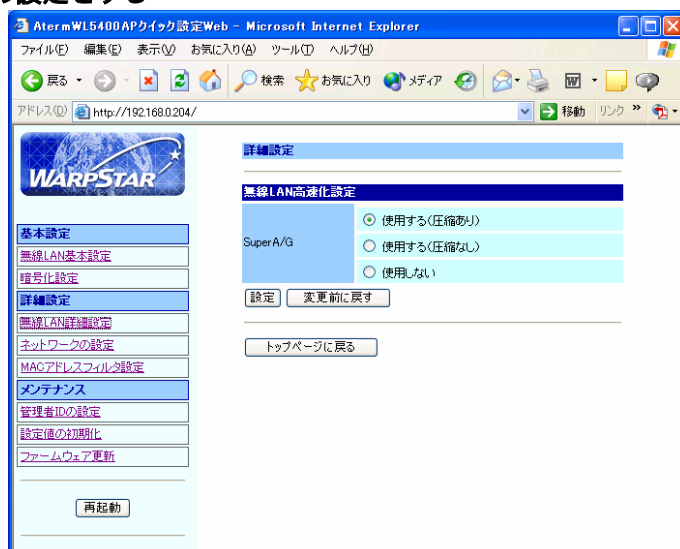 の設定をする
AtermWL5400APクイック設定Web - Microsoft Internet Explorer
ファイル(F) 編集(E) 表示(V) お気に入り(A) ツール(T) ヘルプ(H)
戻る 検索 お気に入り メディア
アドレス(D) http://192.168.0.204/ 移動 リンク »
WARPSTAR
基本設定
無線LAN基本設定
暗号化設定
詳細設定
無線LAN詳細設定
ネットワークの設定
MACアドレスフィルタ設定
メンテナンス
管理者IDの設定
設定値の初期化
ファームウェア更新
再起動
詳細設定
無線LAN高速化設定
SuperA/G
使用する(圧縮あり)
使用する(圧縮なし)
使用しない
設定 変更前に戻す
トップページに戻る